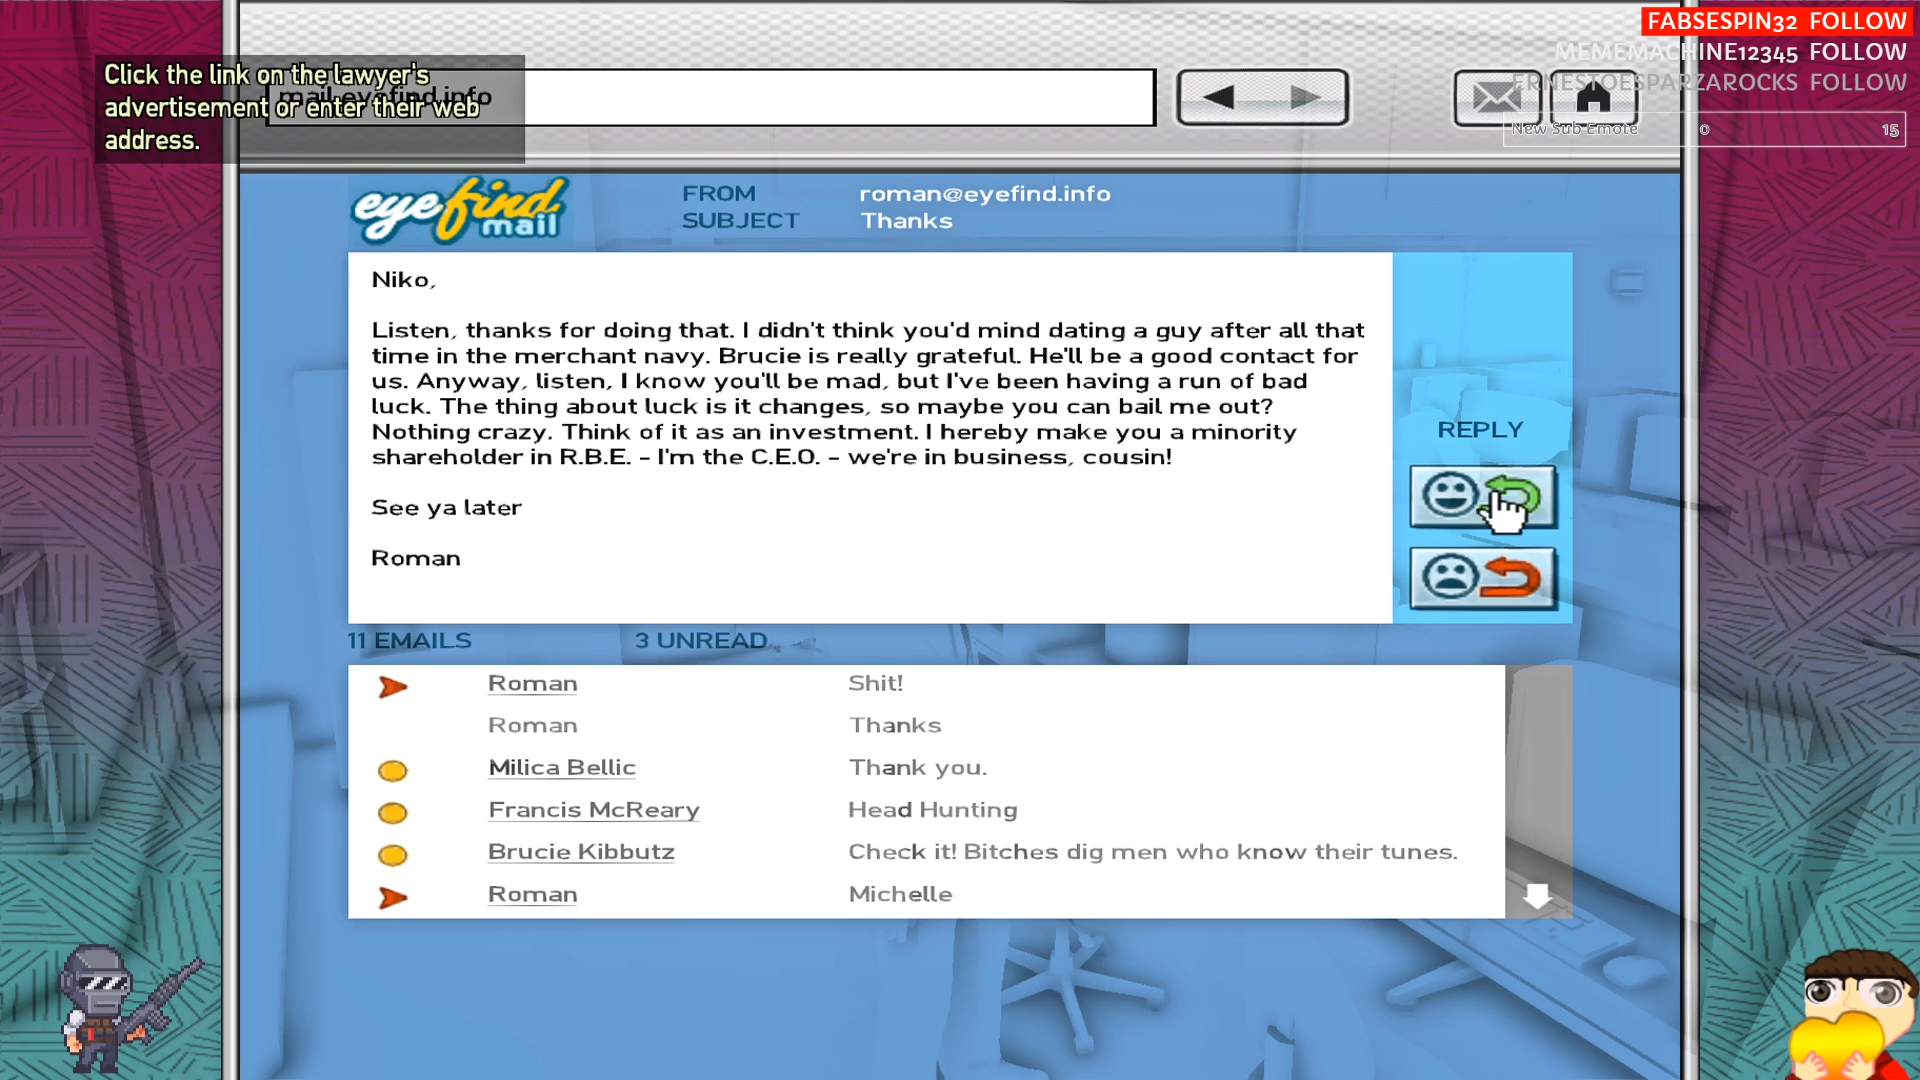 FABSESPIN32 FOLLOW
MEMEMACHINE12345 FOLLOW
ERNESTOESPARZAROCKS FOLLOW
New Sub Emote 0 15
Click the link on the lawyer's
advertisement or enter their web
address.
mail.eyefind.info
eyefind
mail
FROM roman@eyefind.info
SUBJECT Thanks
Niko,
Listen, thanks for doing that. I didn't think you'd mind dating a guy after all that
time in the merchant navy. Brucie is really grateful. He'll be a good contact for
us. Anyway, listen, I know you'll be mad, but I've been having a run of bad
luck. The thing about luck is it changes, so maybe you can bail me out?
Nothing crazy. Think of it as an investment. I hereby make you a minority
shareholder in R.B.E. - I'm the C.E.O. - we're in business, cousin!
See ya later
Roman
REPLY
11 EMAILS 3 UNREAD
Roman Shit!
Roman Thanks
Milica Bellic Thank you.
Francis McReary Head Hunting
Brucie Kibbutz Check it! Bitches dig men who know their tunes.
Roman Michelle